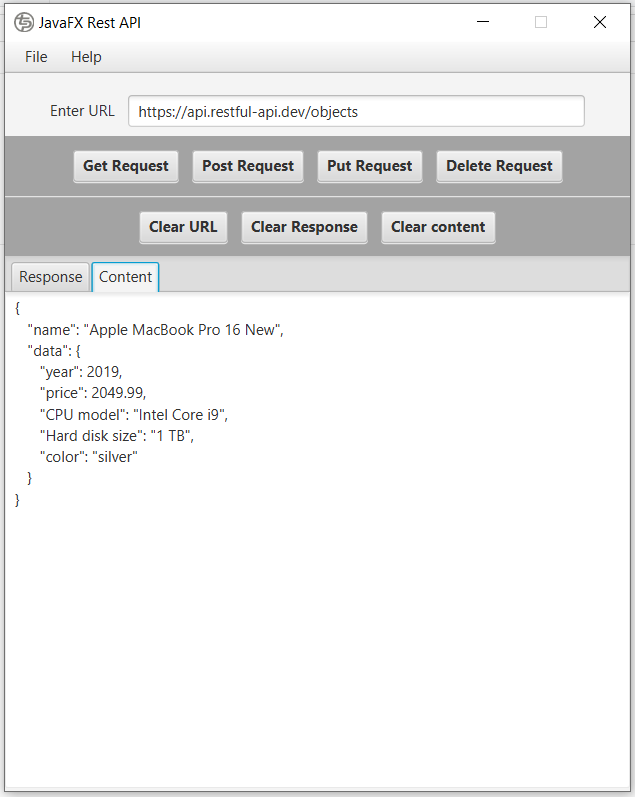 JavaFX Rest API
File Help
Enter URL https://api.restful-api.dev/objects
Get Request Post Request Put Request Delete Request
Clear URL Clear Response Clear content
Response Content
{
"name": "Apple MacBook Pro 16 New",
"data": {
"year": 2019,
"price": 2049.99,
"CPU model": "Intel Core i9",
"Hard disk size": "1 TB",
"color": "silver"
}
}